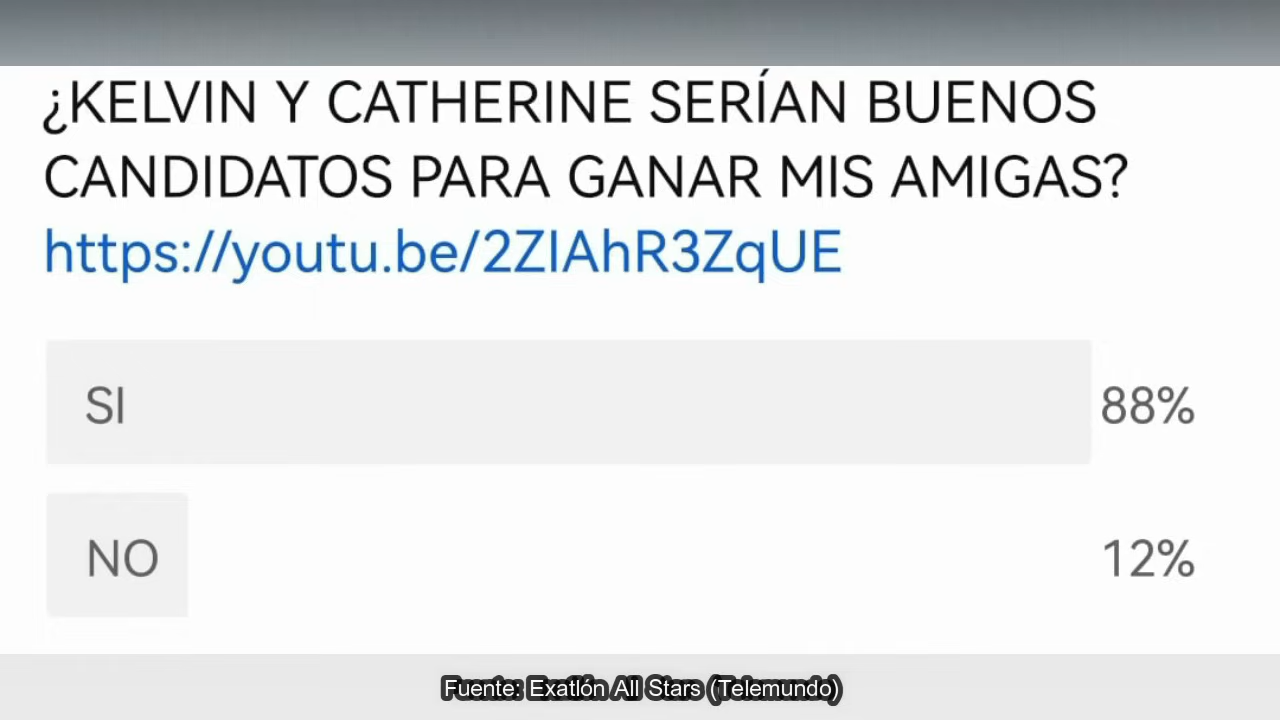 ¿KELVIN Y CATHERINE SERÍAN BUENOS
CANDIDATOS PARA GANAR MIS AMIGAS?
https://youtu.be/2ZIAhR3ZqUE
SI 88%
NO 12%
Fuente: Exatlón All Stars (Telemundo)